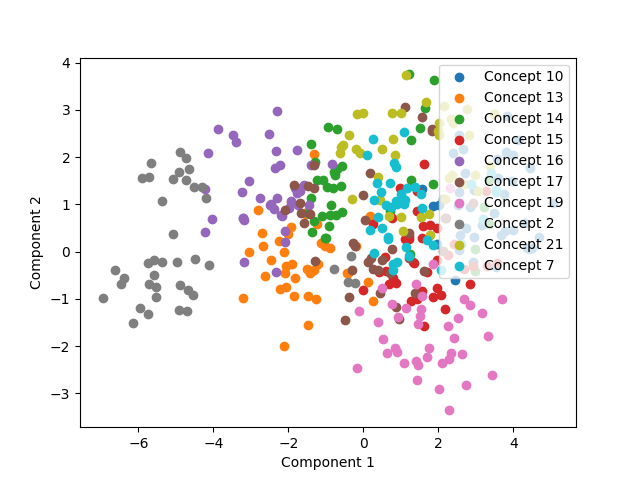 4
3
2
1
0
−1
−2
−3
Component 2
−6
−4
−2
0
2
4
Component 1
Concept 10
Concept 13
Concept 14
Concept 15
Concept 16
Concept 17
Concept 19
Concept 2
Concept 21
Concept 7